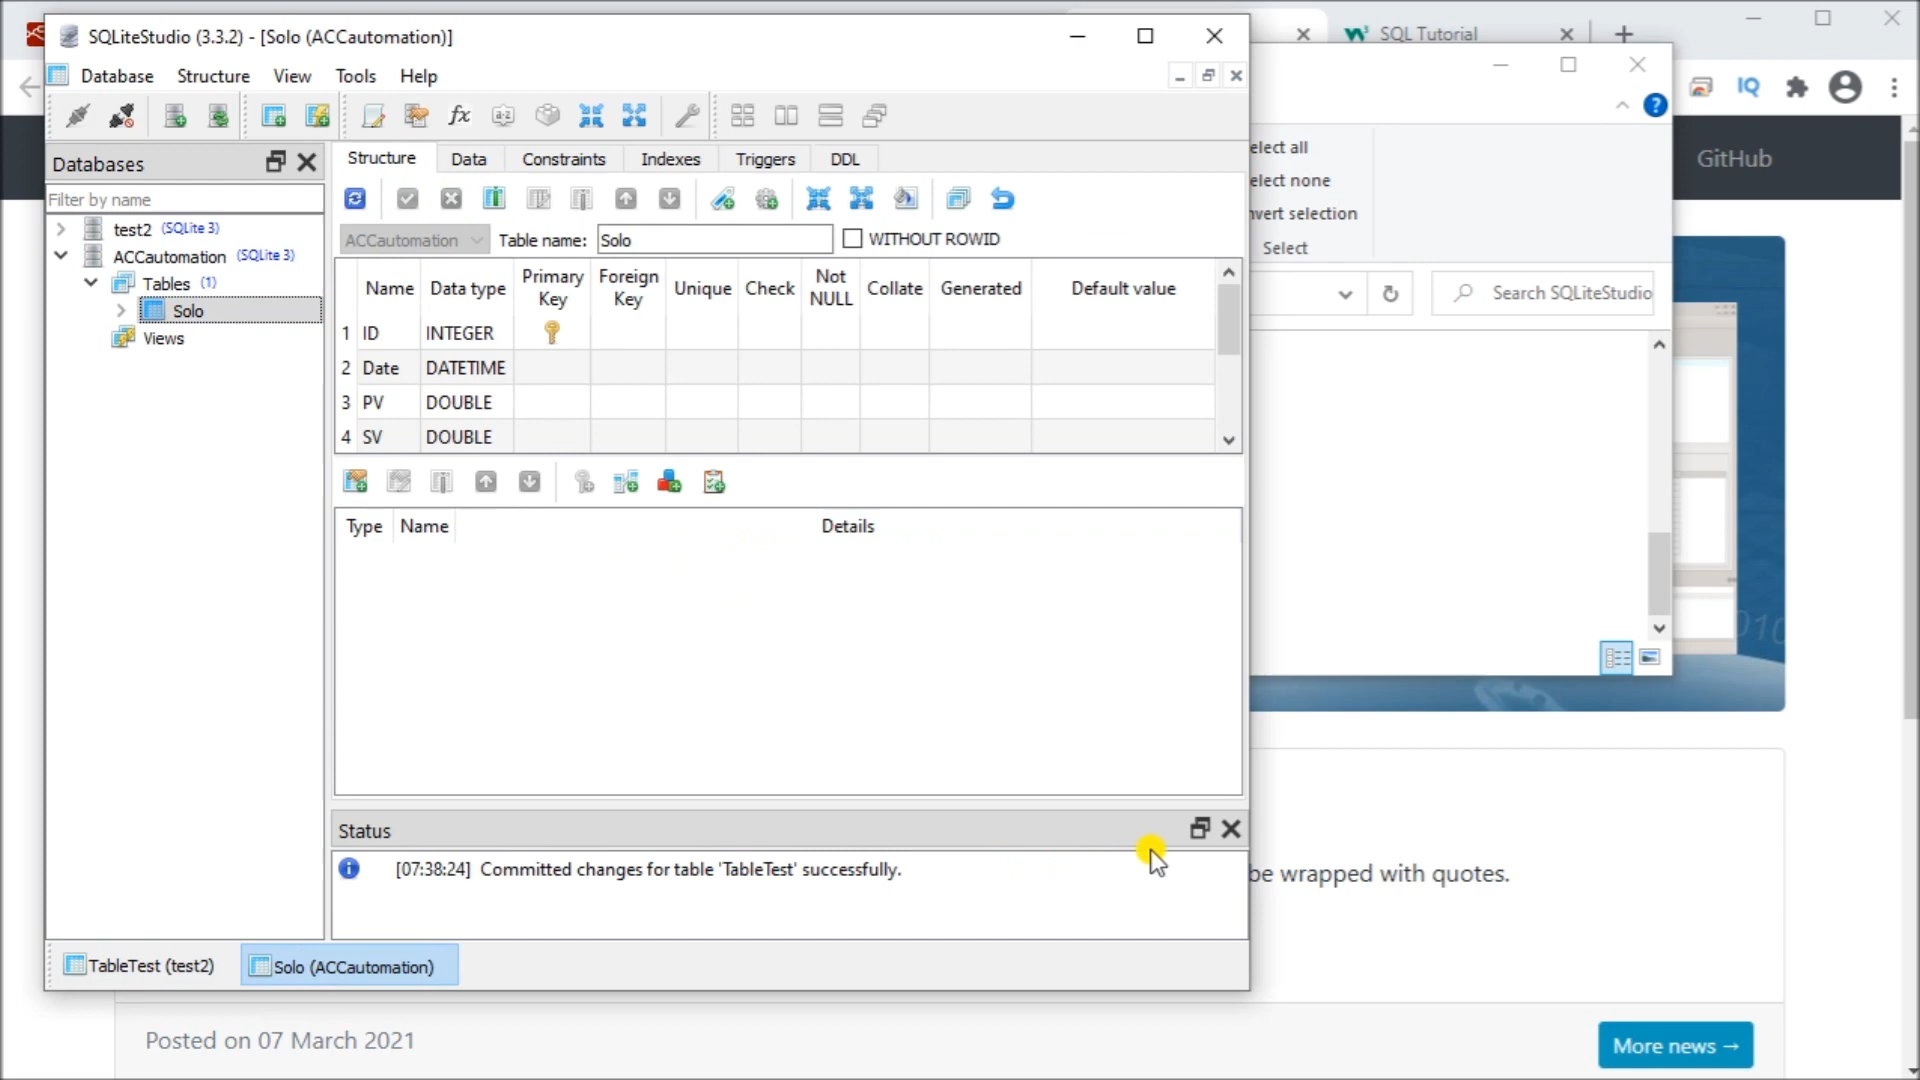 SQLiteStudio (3.3.2) - [Solo (ACCautomation)]
SQL Tutorial
Database Structure View Tools Help
IQ
fx
Databases
Filter by name
test2 (SQLite 3)
ACCautomation (SQLite 3)
Tables (1)
Solo
Views
Structure Data Constraints Indexes Triggers DDL
ACCautomation Table name: Solo WITHOUT ROWID
Name Data type Primary Key Foreign Key Unique Check Not NULL Collate Generated Default value
1 ID INTEGER
2 Date DATETIME
3 PV DOUBLE
4 SV DOUBLE
Type Name Details
Status
[07:38:24] Committed changes for table 'TableTest' successfully.
TableTest (test2) Solo (ACCautomation)
elect all
elect none
nvert selection
Select
Search SQLiteStudio
GitHub
010
be wrapped with quotes.
Posted on 07 March 2021
More news →